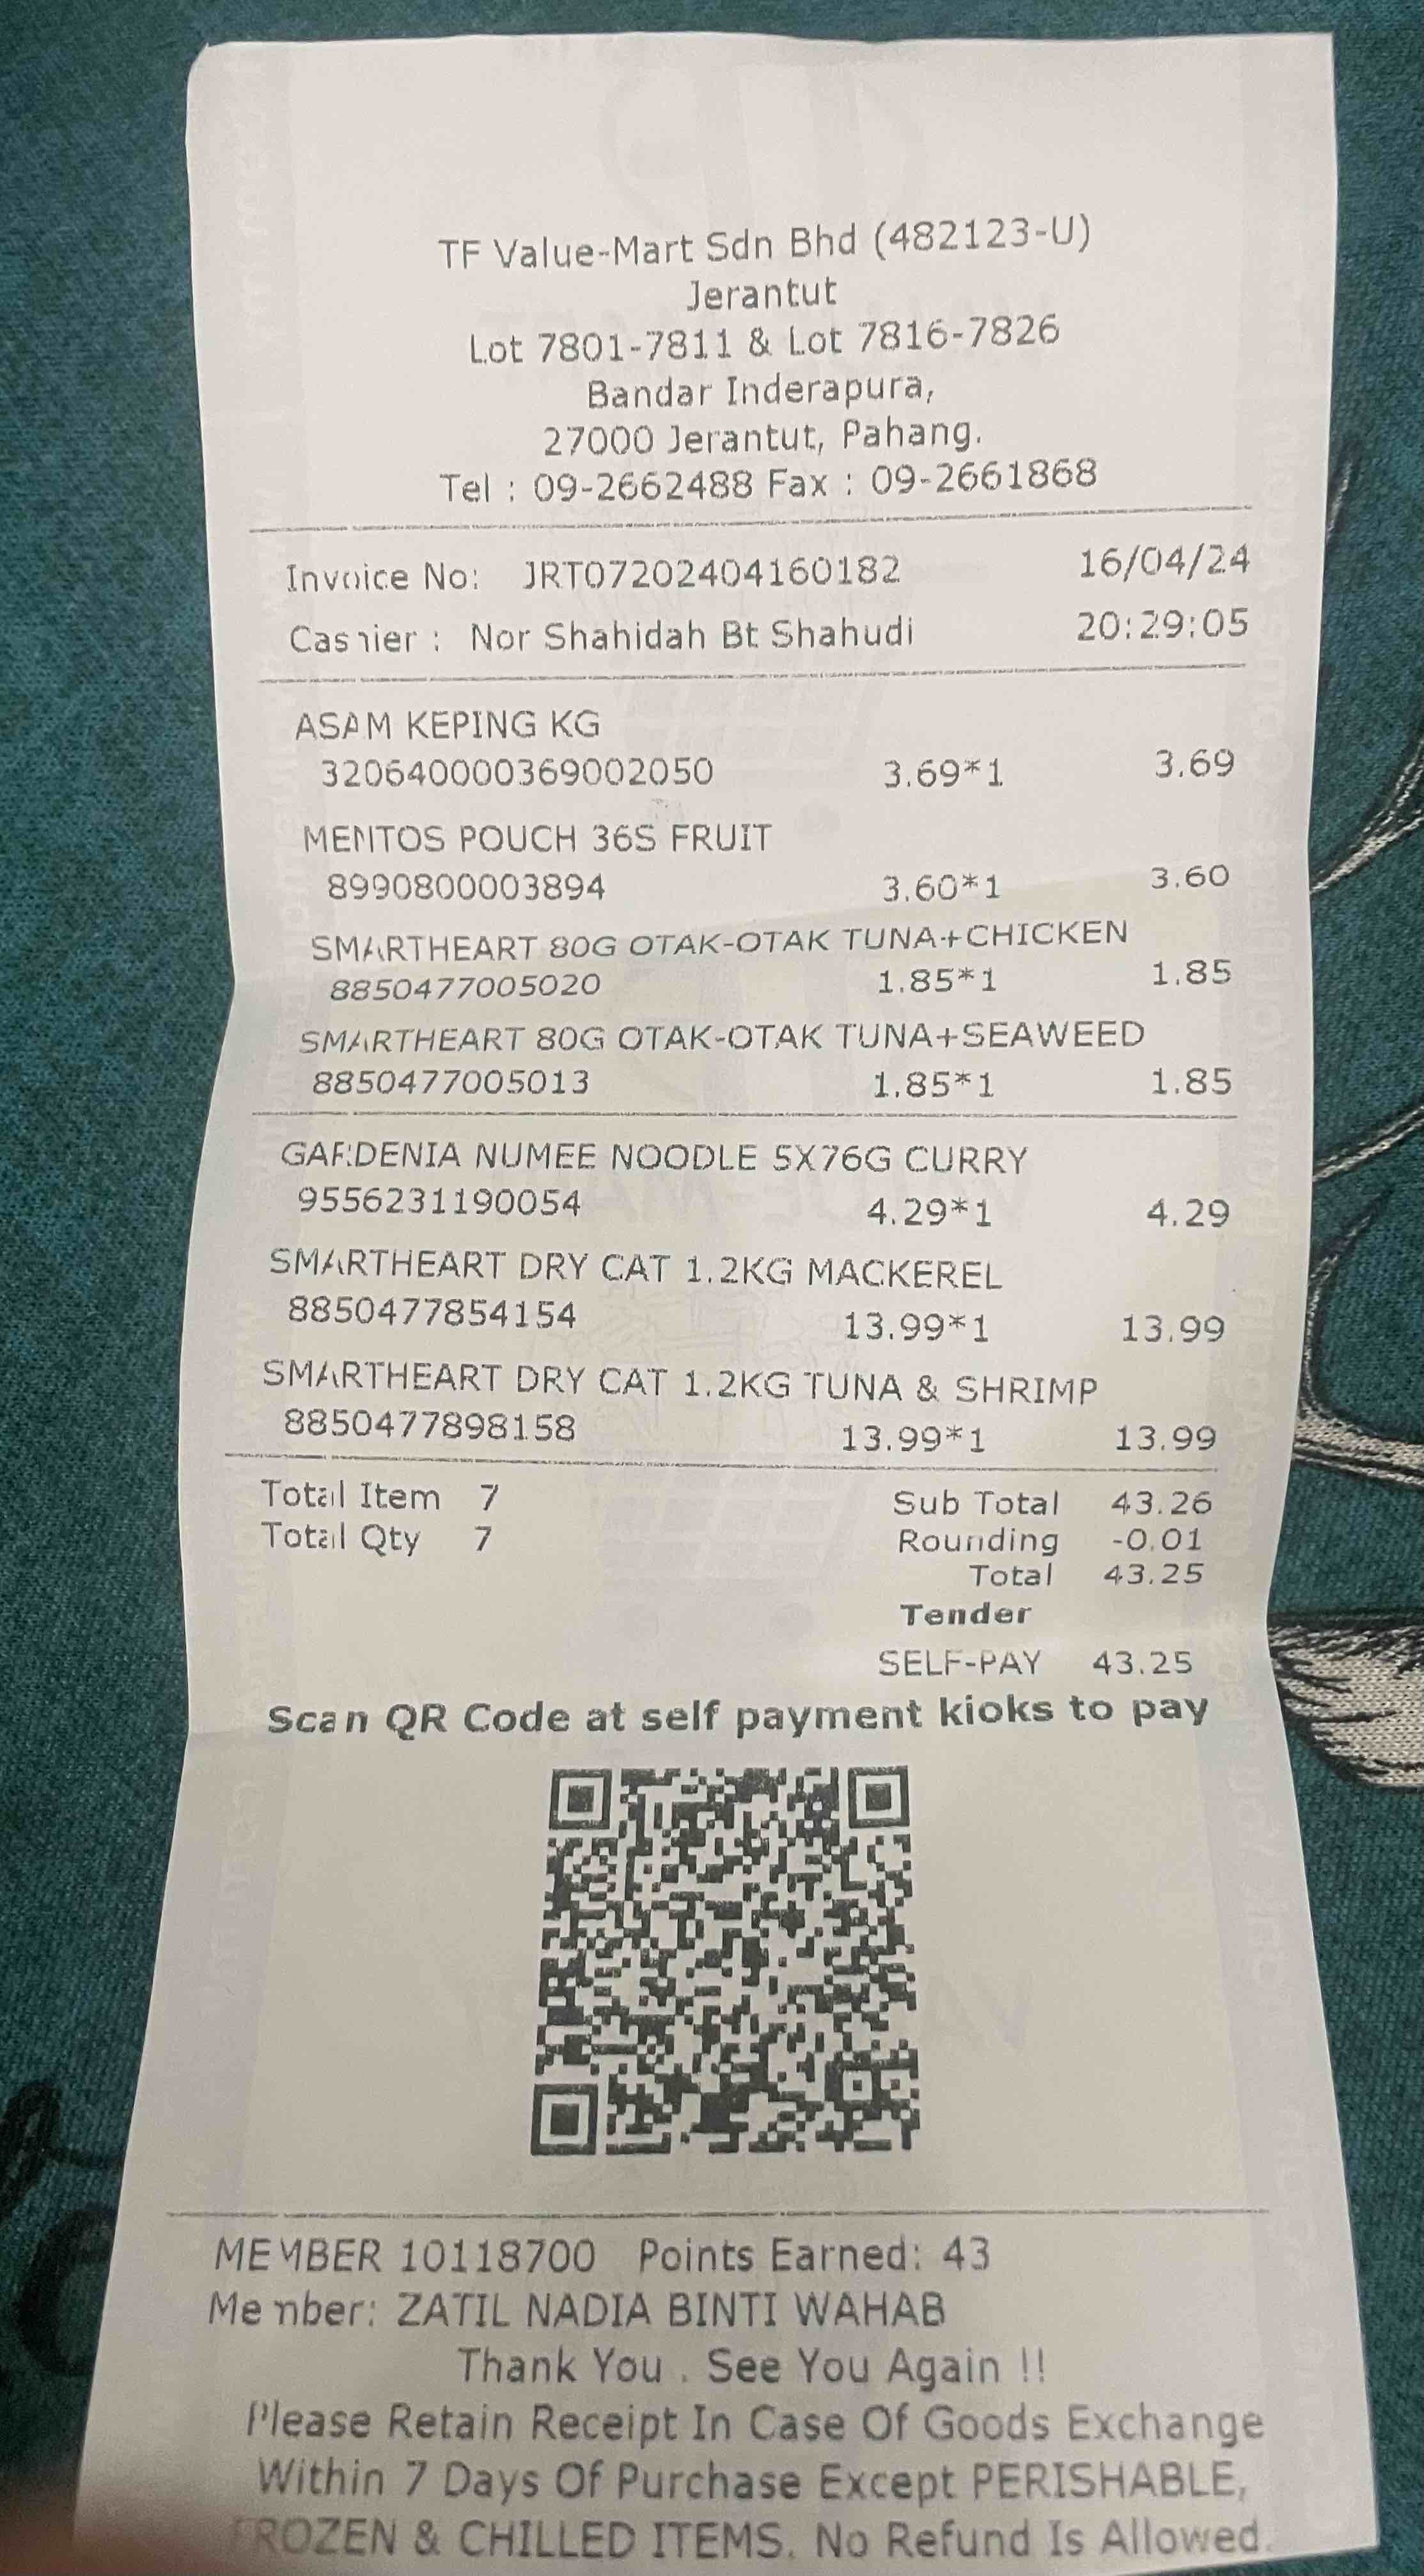 TF Value-Mart Sdn Bhd (482123-U)
Jerantut
Lot 7801-7811 & Lot 7816-7826
Bandar Inderapura,
27000 Jerantut, Pahang.
Tel : 09-2662488 Fax : 09-2661868
Invoice No: JRT07202404160182 16/04/24
Cashier : Nor Shahidah Bt Shahudi 20:29:05
ASAM KEPING KG
320640000369002050 3.69*1 3.69
MENTOS POUCH 36S FRUIT
8990800003894 3.60*1 3.60
SMARTHEART 80G OTAK-OTAK TUNA+CHICKEN
8850477005020 1.85*1 1.85
SMARTHEART 80G OTAK-OTAK TUNA+SEAWEED
8850477005013 1.85*1 1.85
GARDENIA NUMEE NOODLE 5X76G CURRY
9556231190054 4.29*1 4.29
SMARTHEART DRY CAT 1.2KG MACKEREL
8850477854154 13.99*1 13.99
SMARTHEART DRY CAT 1.2KG TUNA & SHRIMP
8850477898158 13.99*1 13.99
Total Item 7 Sub Total 43.26
Total Qty 7 Rounding -0.01
Total 43.25
Tender
SELF-PAY 43.25
Scan QR Code at self payment kioks to pay
MEMBER 10118700 Points Earned: 43
Member: ZATIL NADIA BINTI WAHAB
Thank You . See You Again !!
Please Retain Receipt In Case Of Goods Exchange
Within 7 Days Of Purchase Except PERISHABLE,
FROZEN & CHILLED ITEMS. No Refund Is Allowed.